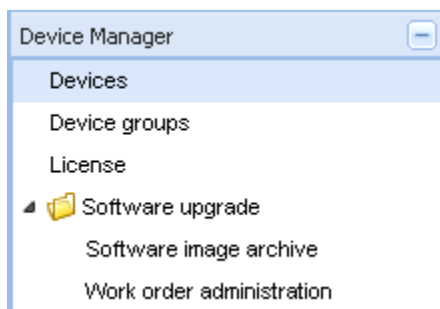 Device Manager
Devices
Device groups
License
Software upgrade
Software image archive
Work order administration